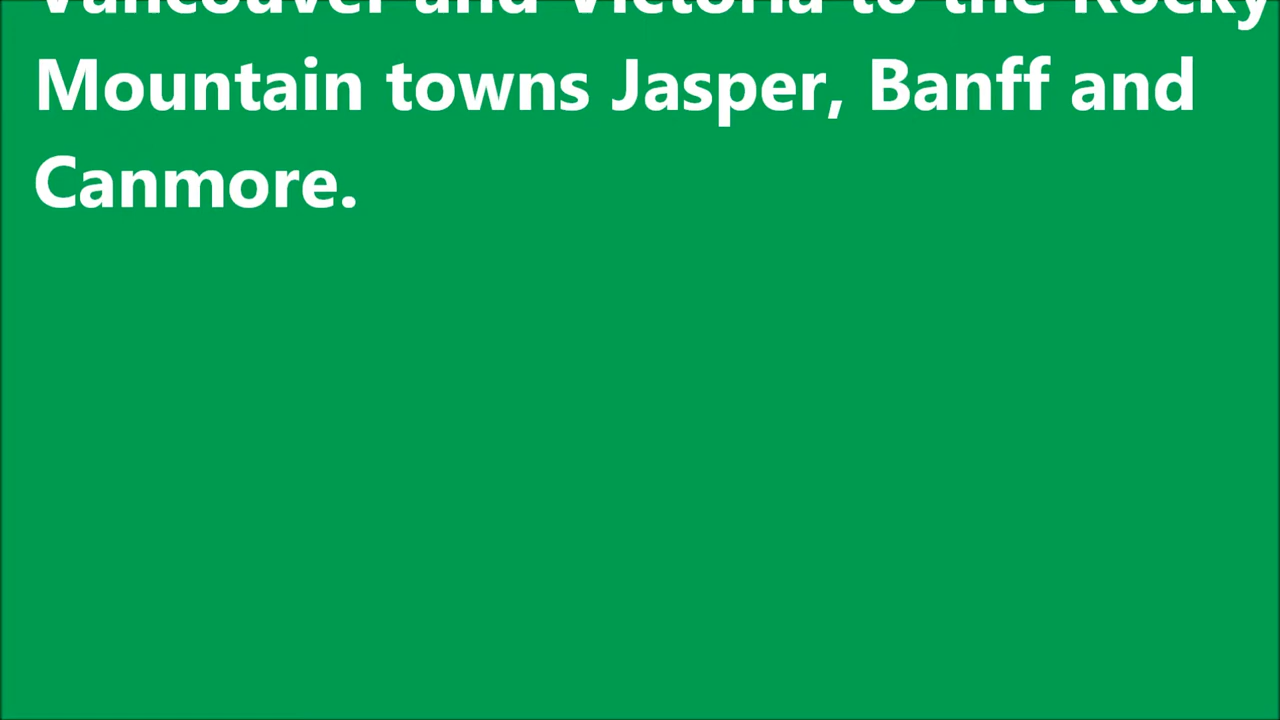 Vancouver and Victoria to the Rocky
Mountain towns Jasper, Banff and
Canmore.